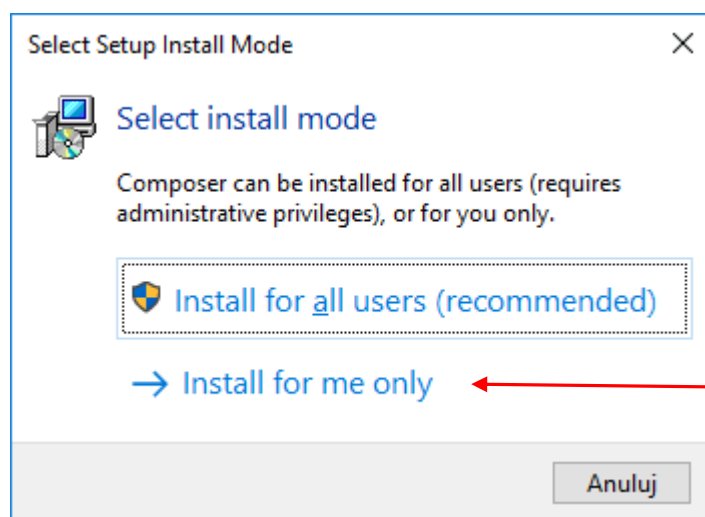 Select Setup Install Mode
Select install mode
Composer can be installed for all users (requires
administrative privileges), or for you only.
Install for all users (recommended)
Install for me only
Anuluj